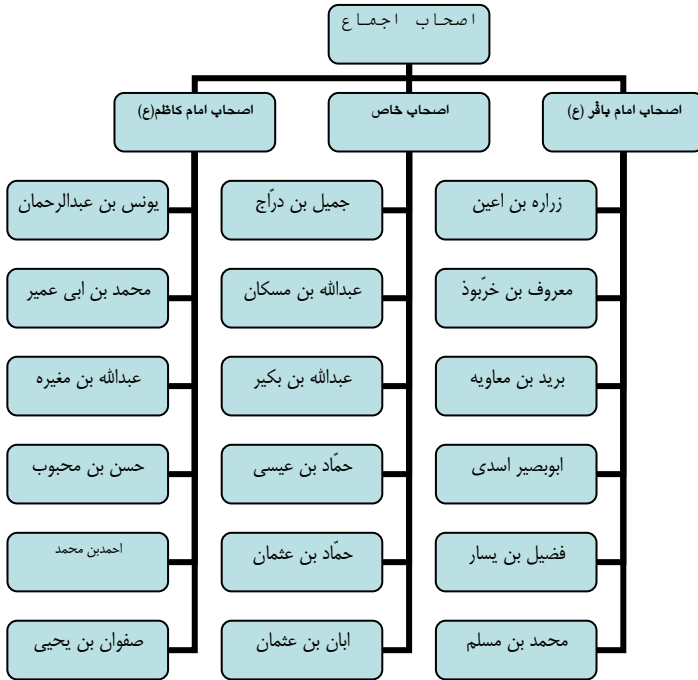 اصحاب اجماع
اصحاب امام باقر (ع)
اصحاب خاص
اصحاب امام کاظم(ع)
زراره بن اعین
جمیل بن درّاج
یونس بن عبدالرحمان
معروف بن خرّبوذ
عبدالله بن مسکان
محمد بن ابی عمیر
برید بن معاویه
عبدالله بن بکیر
عبدالله بن مغیره
ابوبصیر اسدی
حمّاد بن عیسی
حسن بن محبوب
فضیل بن یسار
حمّاد بن عثمان
احمدبن محمد
محمد بن مسلم
ابان بن عثمان
صفوان بن یحیی